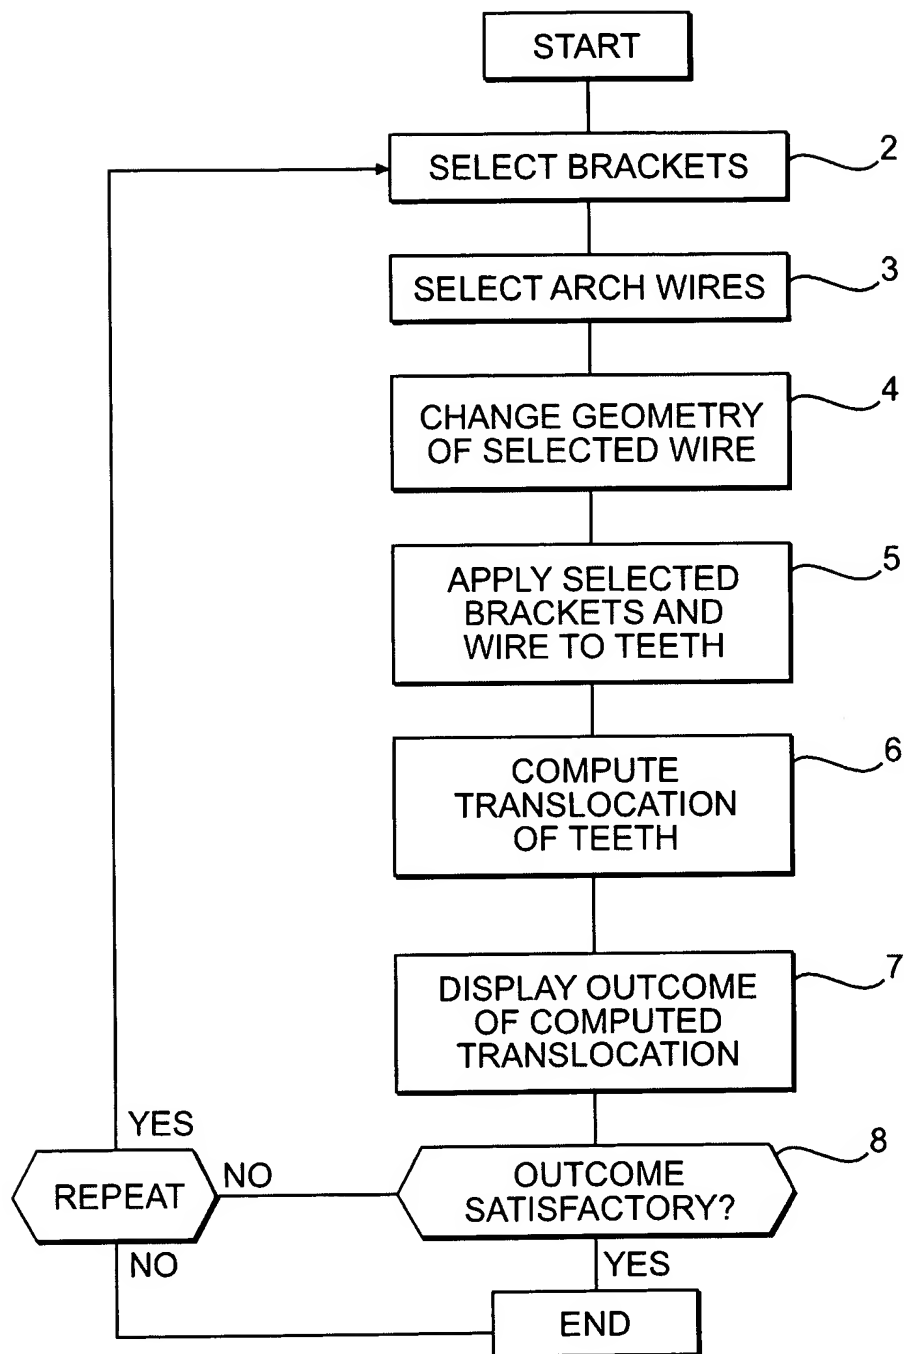 START
SELECT BRACKETS
2
SELECT ARCH WIRES
3
CHANGE GEOMETRY
OF SELECTED WIRE
4
APPLY SELECTED
BRACKETS AND
WIRE TO TEETH
5
COMPUTE
TRANSLOCATION
OF TEETH
6
DISPLAY OUTCOME
OF COMPUTED
TRANSLOCATION
7
OUTCOME
SATISFACTORY?
8
NO
REPEAT
YES
NO
YES
END